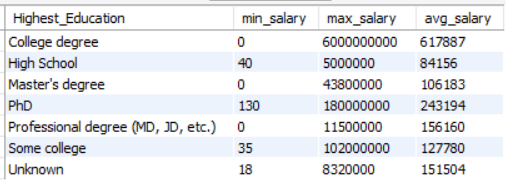 Highest_Education min_salary max_salary avg_salary
College degree 0 6000000000 617887
High School 40 5000000 84156
Master's degree 0 43800000 106183
PhD 130 180000000 243194
Professional degree (MD, JD, etc.) 0 11500000 156160
Some college 35 102000000 127780
Unknown 18 8320000 151504